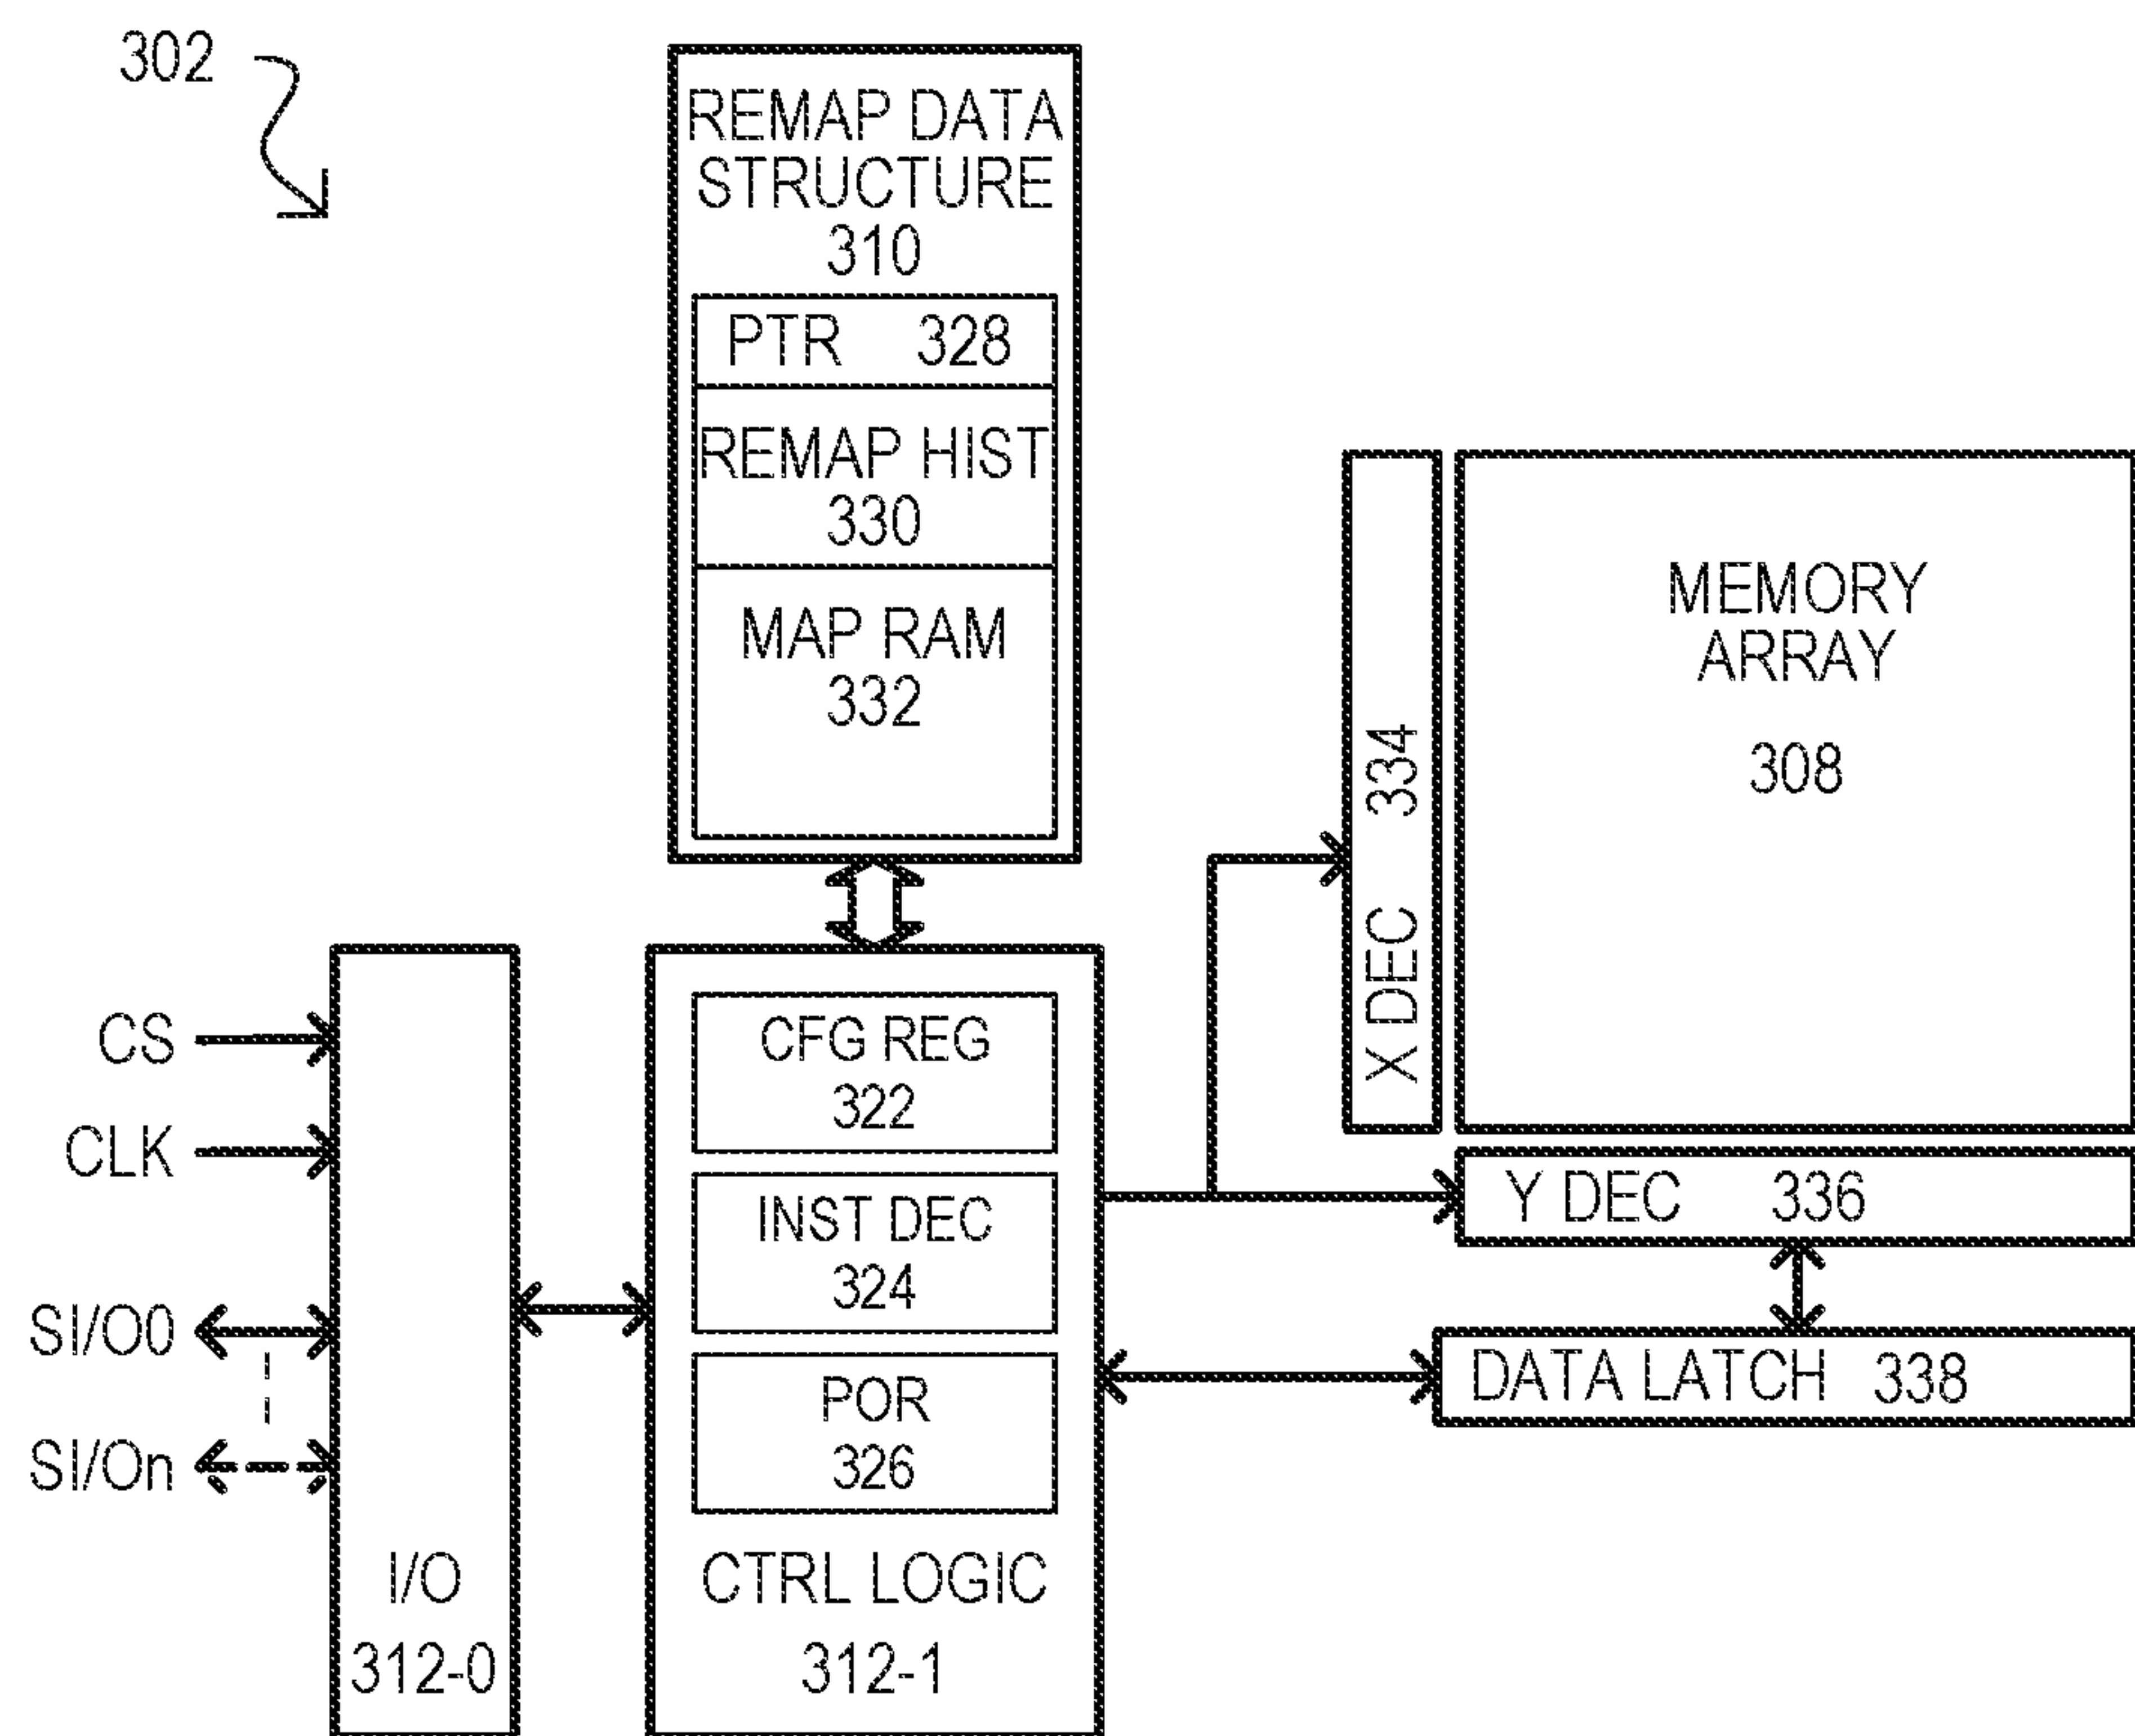 302
REMAP DATA
STRUCTURE
310
PTR 328
REMAP HIST
330
MAP RAM
332
MEMORY
ARRAY
308
X DEC 334
CS
CLK
SI/O0
SI/On
I/O
312-0
CFG REG
322
INST DEC
324
POR
326
CTRL LOGIC
312-1
Y DEC 336
DATA LATCH 338